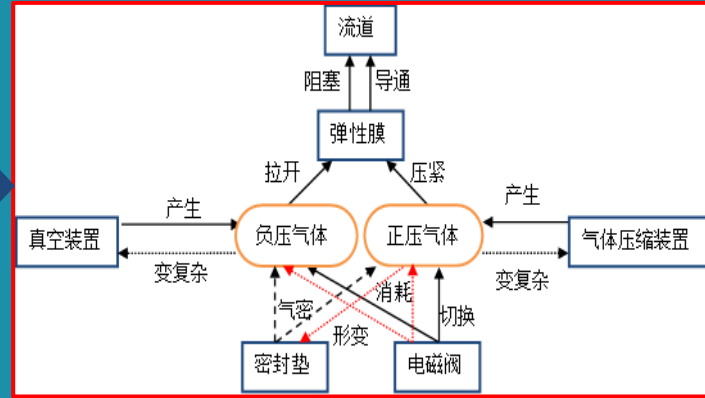 流道
阻塞
导通
弹性膜
拉开
压紧
产生
产生
真空装置
负压气体
正压气体
气体压缩装置
变复杂
变复杂
消耗
气密
切换
形变
密封垫
电磁阀